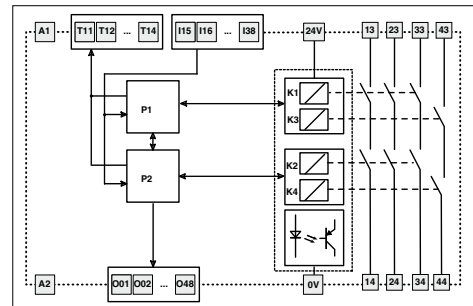 A1 T11 T12 ... T14 I15 I16 ... I38 24V 13 23 33 43
K1
P1
K3
P2
K2
K4
A2 O01 O02 ... O48 0V 14 24 34 44